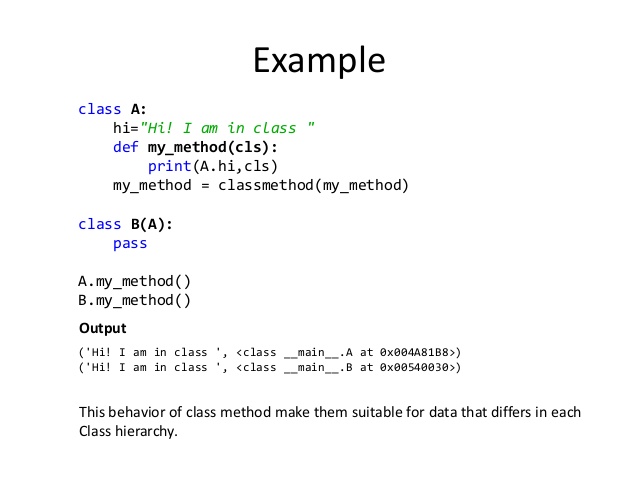 Example
class A:
    hi="Hi! I am in class "
    def my_method(cls):
        print(A.hi,cls)
    my_method = classmethod(my_method)
class B(A):
    pass
A.my_method()
B.my_method()
Output
('Hi! I am in class ', <class __main__.A at 0x004A81B8>)
('Hi! I am in class ', <class __main__.B at 0x00540030>)
This behavior of class method make them suitable for data that differs in each
Class hierarchy.